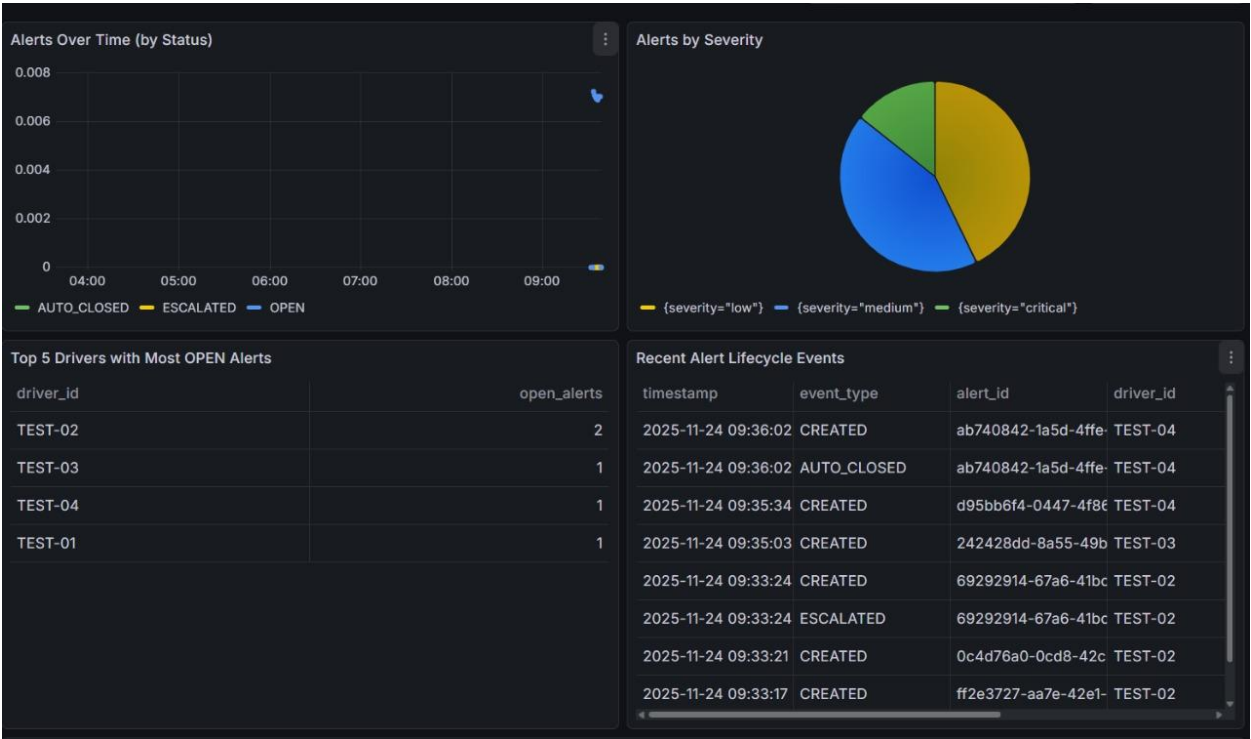 Alerts Over Time (by Status)
0.008
0.006
0.004
0.002
0
04:00 05:00 06:00 07:00 08:00 09:00
AUTO_CLOSED ESCALATED OPEN
Alerts by Severity
{severity="low"} {severity="medium"} {severity="critical"}
Top 5 Drivers with Most OPEN Alerts
driver_id open_alerts
TEST-02 2
TEST-03 1
TEST-04 1
TEST-01 1
Recent Alert Lifecycle Events
timestamp event_type alert_id driver_id
2025-11-24 09:36:02 CREATED ab740842-1a5d-4ffe- TEST-04
2025-11-24 09:36:02 AUTO_CLOSED ab740842-1a5d-4ffe- TEST-04
2025-11-24 09:35:34 CREATED d95bb6f4-0447-4f86 TEST-04
2025-11-24 09:35:03 CREATED 242428dd-8a55-49b TEST-03
2025-11-24 09:33:24 CREATED 69292914-67a6-41bc TEST-02
2025-11-24 09:33:24 ESCALATED 69292914-67a6-41bc TEST-02
2025-11-24 09:33:21 CREATED 0c4d76a0-0cd8-42c TEST-02
2025-11-24 09:33:17 CREATED ff2e3727-aa7e-42e1- TEST-02